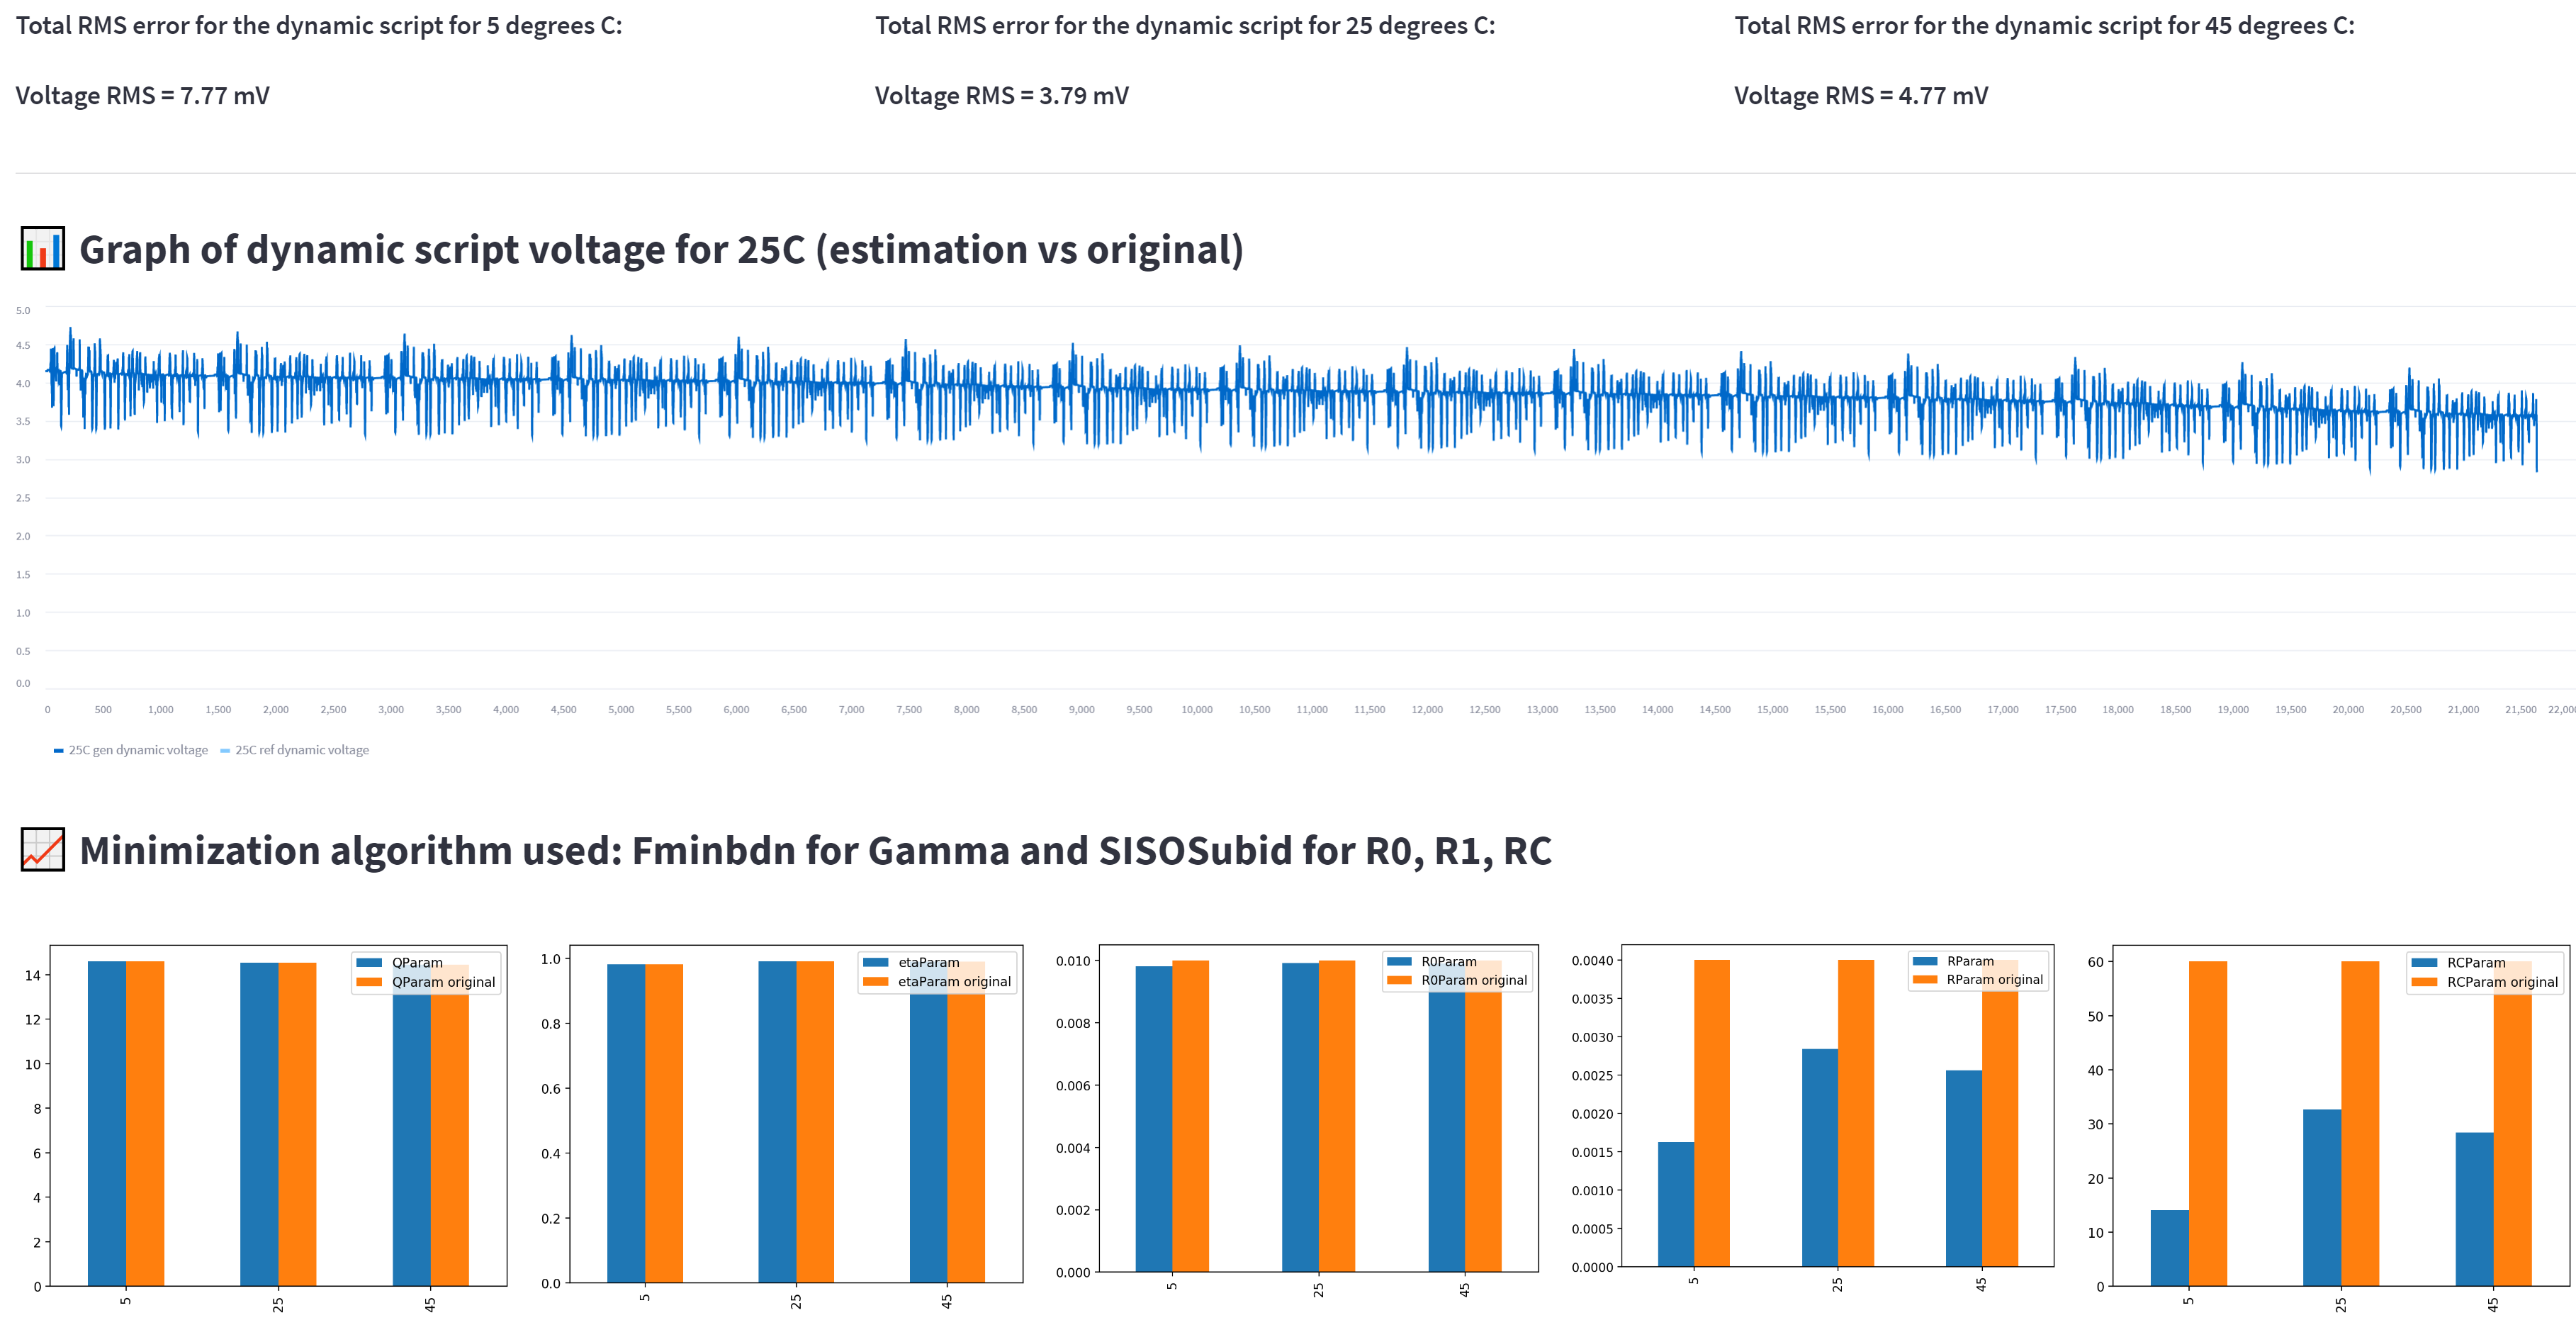 Total RMS error for the dynamic script for 5 degrees C:
Voltage RMS = 7.77 mV
Total RMS error for the dynamic script for 25 degrees C:
Voltage RMS = 3.79 mV
Total RMS error for the dynamic script for 45 degrees C:
Voltage RMS = 4.77 mV
Graph of dynamic script voltage for 25C (estimation vs original)
5.0
4.5
4.0
3.5
3.0
2.5
2.0
1.5
1.0
0.5
0.0
0 500 1,000 1,500 2,000 2,500 3,000 3,500 4,000 4,500 5,000 5,500 6,000 6,500 7,000 7,500 8,000 8,500 9,000 9,500 10,000 10,500 11,000 11,500 12,000 12,500 13,000 13,500 14,000 14,500 15,000 15,500 16,000 16,500 17,000 17,500 18,000 18,500 19,000 19,500 20,000 20,500 21,000 21,500 22,00
25C gen dynamic voltage 25C ref dynamic voltage
Minimization algorithm used: Fminbdn for Gamma and SISOSubid for R0, R1, RC
QParam
QParam original
14
12
10
8
6
4
2
0
5 25 45
etaParam
etaParam original
1.0
0.8
0.6
0.4
0.2
0.0
5 25 45
R0Param
R0Param original
0.010
0.008
0.006
0.004
0.002
0.000
5 25 45
RParam
RParam original
0.0040
0.0035
0.0030
0.0025
0.0020
0.0015
0.0010
0.0005
0.0000
5 25 45
RCParam
RCParam original
60
50
40
30
20
10
0
5 25 45